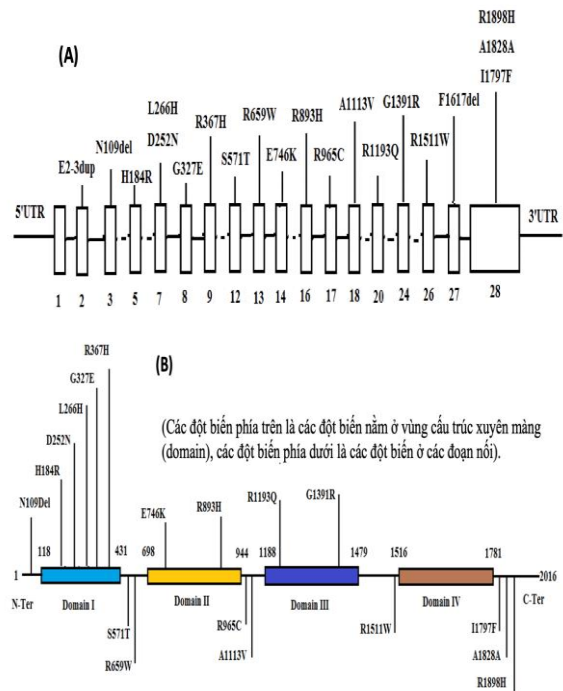 (A)
R1898H
A1828A
I1797F
L266H
D252N
N109del
E2-3dup
H184R
G327E
R367H
S571T
R659W
E746K
R893H
R965C
A1113V
R1193Q
G1391R
R1511W
F1617del
5'UTR
3'UTR
1 2 3 5 7 8 9 12 13 14 16 17 18 20 24 26 27 28
(B)
R367H
G327E
L266H
D252N
H184R
N109Del
(Các đột biến phía trên là các đột biến nằm ở vùng cấu trúc xuyên màng
(domain), các đột biến phía dưới là các đột biến ở các đoạn nối).
E746K
R893H
R1193Q
G1391R
1 118 431 698 944 1188 1479 1516 1781 2016
N-Ter Domain I Domain II Domain III Domain IV C-Ter
S571T
R659W
R965C
A1113V
R1511W
I1797F
A1828A
R1898H